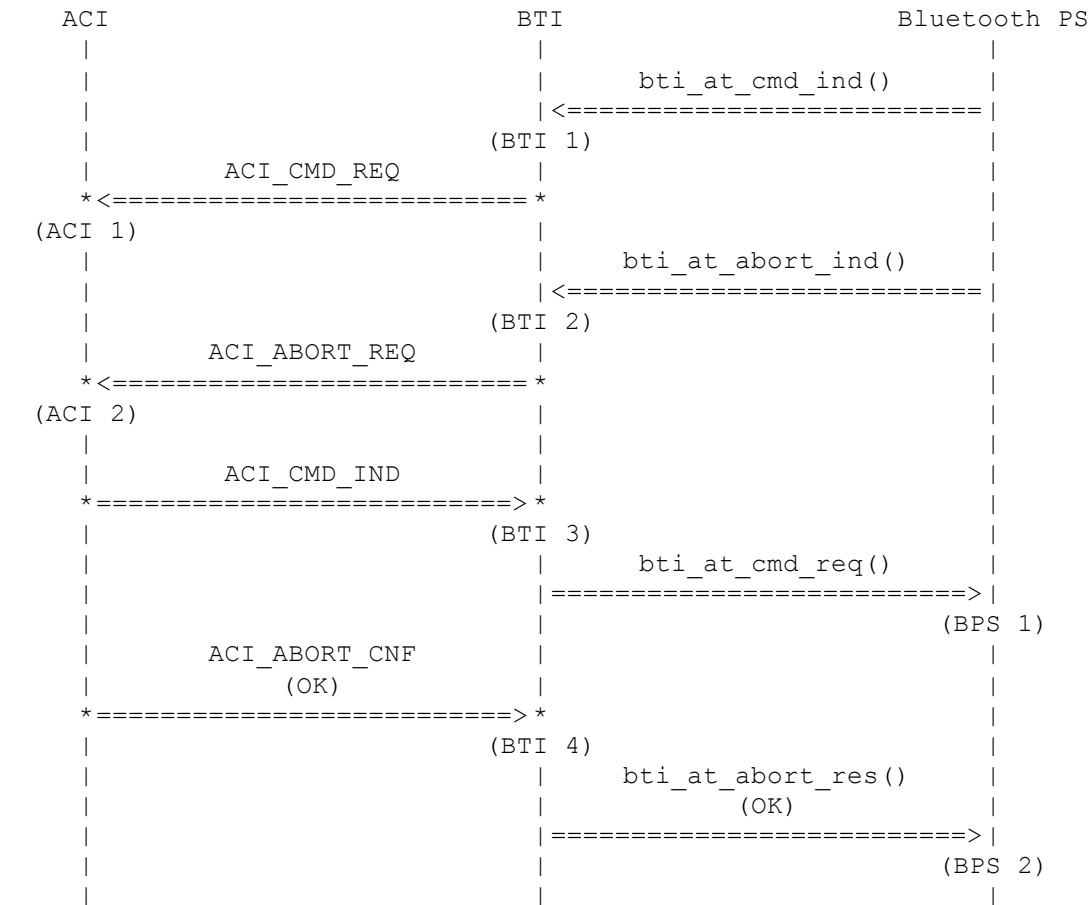 ACI BTI Bluetooth PS
bti_at_cmd_ind()
(BTI 1)
ACI_CMD_REQ
(ACI 1)
bti_at_abort_ind()
(BTI 2)
ACI_ABORT_REQ
(ACI 2)
ACI_CMD_IND
(BTI 3)
bti_at_cmd_req()
(BPS 1)
ACI_ABORT_CNF
(OK)
(BTI 4)
bti_at_abort_res()
(OK)
(BPS 2)